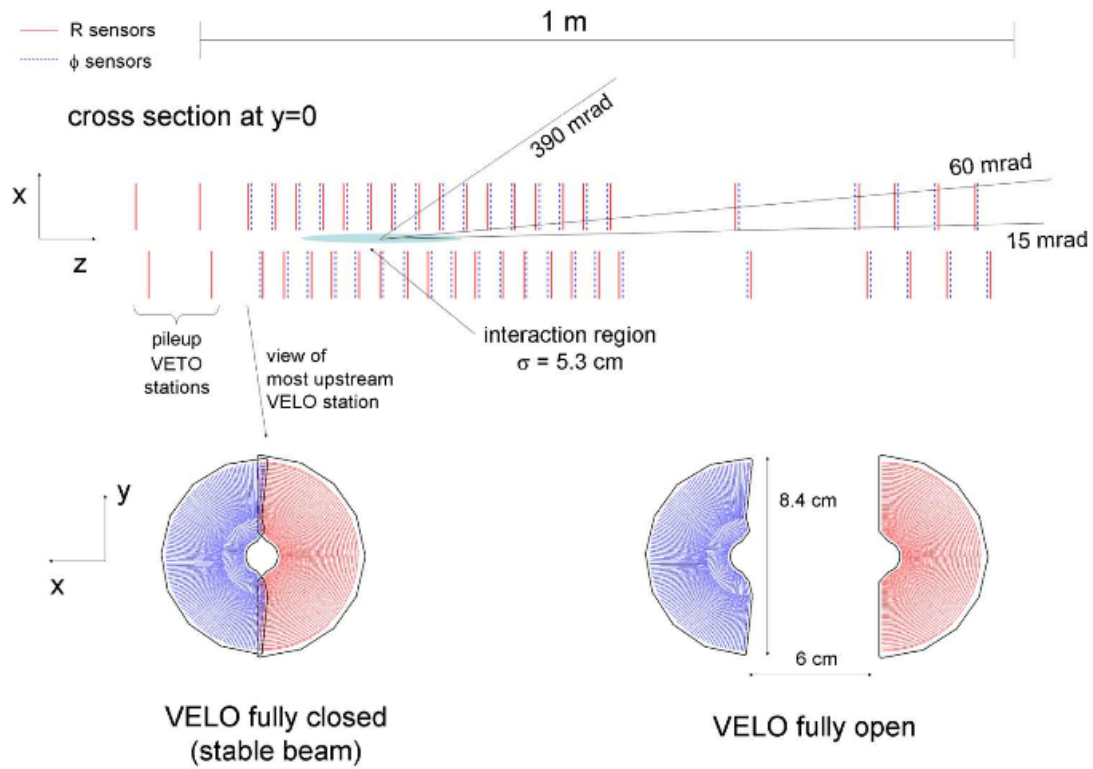 1 m
R sensors
ϕ sensors
cross section at y=0
390 mrad
60 mrad
15 mrad
x
z
pileup
VETO
stations
view of
most upstream
VELO station
interaction region
σ = 5.3 cm
y
x
8.4 cm
6 cm
VELO fully closed
(stable beam)
VELO fully open